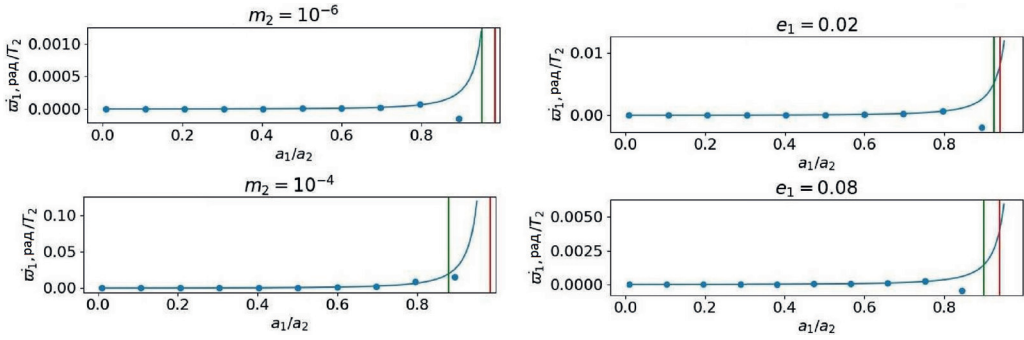 m₂ = 10⁻⁶
0.0010
0.0005
0.0000
ϖ̇₁, рад/T₂
0.0 0.2 0.4 0.6 0.8
a₁/a₂
e₁ = 0.02
0.01
0.00
ϖ̇₁, рад/T₂
0.0 0.2 0.4 0.6 0.8
a₁/a₂
m₂ = 10⁻⁴
0.10
0.05
0.00
ϖ̇₁, рад/T₂
0.0 0.2 0.4 0.6 0.8
a₁/a₂
e₁ = 0.08
0.0050
0.0025
0.0000
ϖ̇₁, рад/T₂
0.0 0.2 0.4 0.6 0.8
a₁/a₂